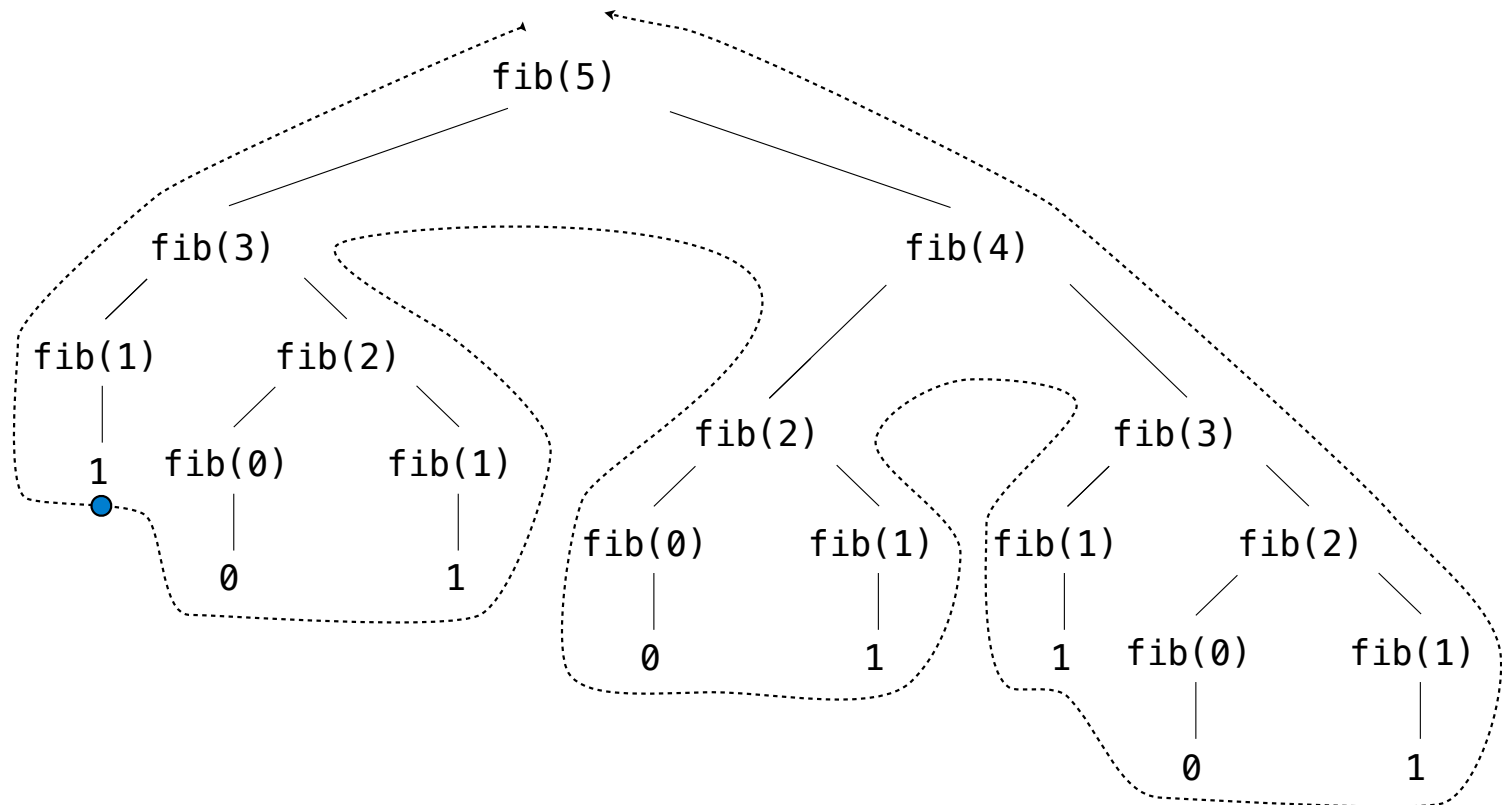 fib(5)
fib(3) fib(4)
fib(1) fib(2)
fib(2) fib(3)
1 fib(0) fib(1)
fib(0) fib(1) fib(1) fib(2)
0 1
0 1 1 fib(0) fib(1)
0 1